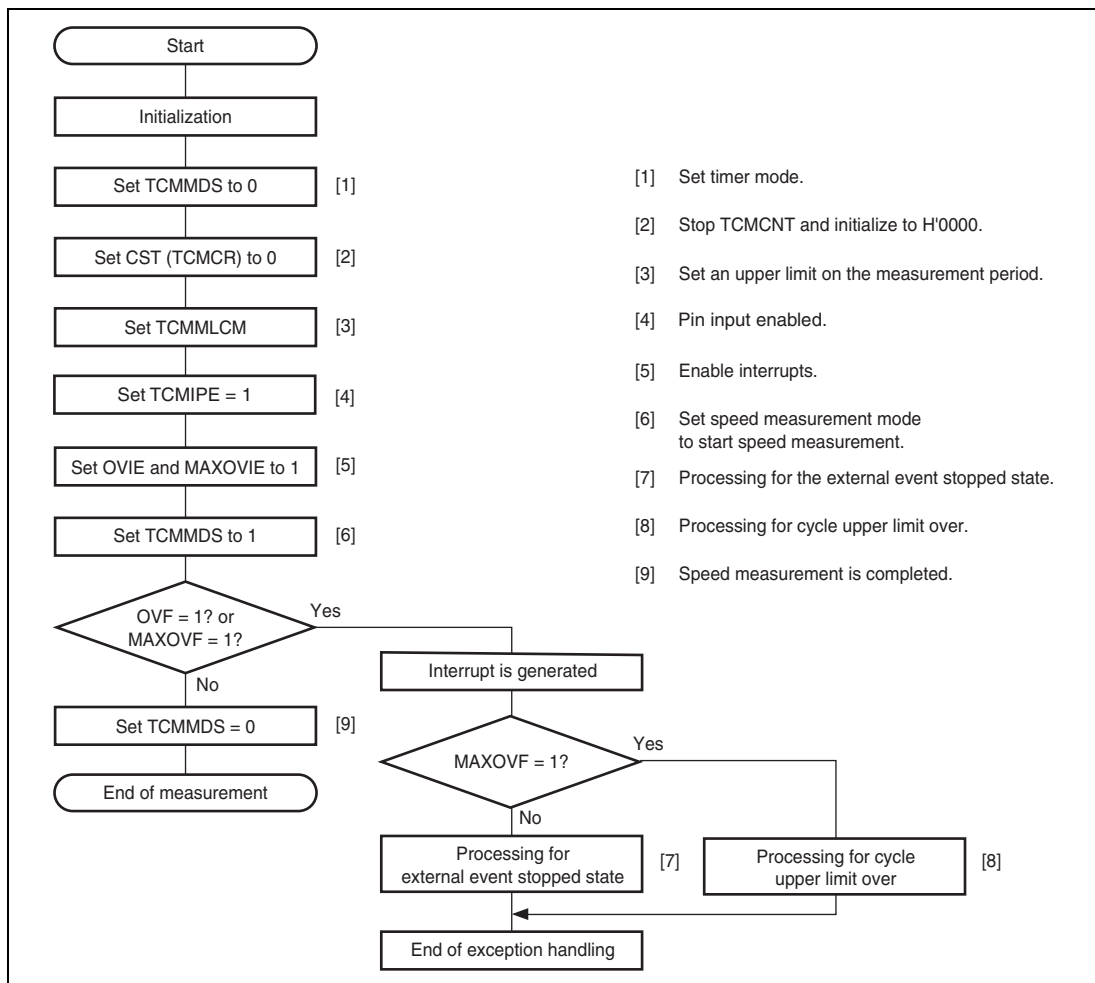 Start
Initialization
Set TCMMDS to 0
[1]
Set CST (TCMCR) to 0
[2]
Set TCMMLCM
[3]
Set TCMIPE = 1
[4]
Set OVIE and MAXOVIE to 1
[5]
Set TCMMDS to 1
[6]
OVF = 1? or
MAXOVF = 1?
Yes
No
Set TCMMDS = 0
[9]
End of measurement
Interrupt is generated
MAXOVF = 1?
Yes
No
Processing for
external event stopped state
[7]
Processing for cycle
upper limit over
[8]
End of exception handling
[1] Set timer mode.
[2] Stop TCMCNT and initialize to H'0000.
[3] Set an upper limit on the measurement period.
[4] Pin input enabled.
[5] Enable interrupts.
[6] Set speed measurement mode
to start speed measurement.
[7] Processing for the external event stopped state.
[8] Processing for cycle upper limit over.
[9] Speed measurement is completed.